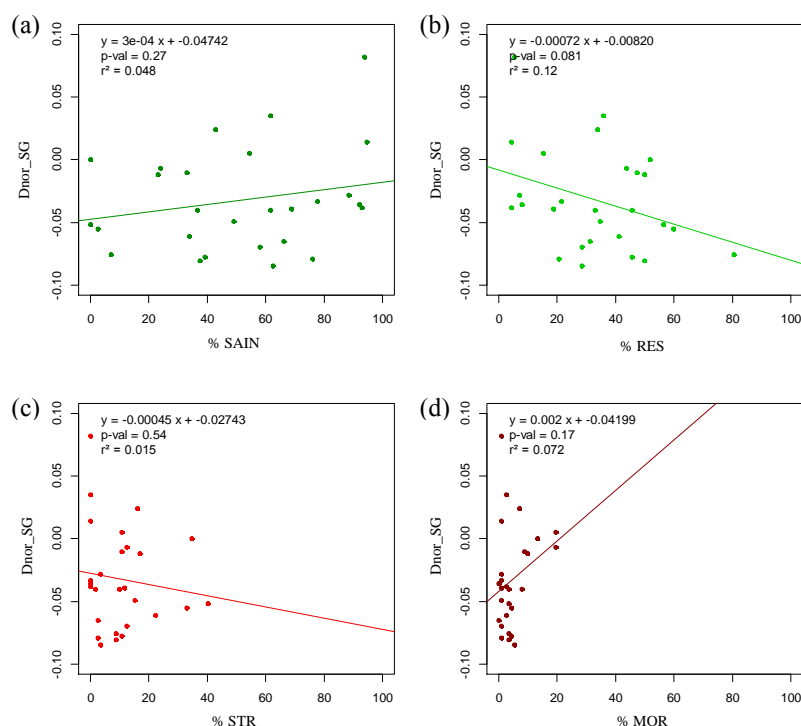 (a)
y = 3e-04 x + -0.04742
p-val = 0.27
r² = 0.048
0.10
0.05
0.00
-0.05
-0.10
Dnor_SG
0 20 40 60 80 100
% SAIN
(b)
y = -0.00072 x + -0.00820
p-val = 0.081
r² = 0.12
0.10
0.05
0.00
-0.05
-0.10
Dnor_SG
0 20 40 60 80 100
% RES
(c)
y = -0.00045 x + -0.02743
p-val = 0.54
r² = 0.015
0.10
0.05
0.00
-0.05
-0.10
Dnor_SG
0 20 40 60 80 100
% STR
(d)
y = 0.002 x + -0.04199
p-val = 0.17
r² = 0.072
0.10
0.05
0.00
-0.05
-0.10
Dnor_SG
0 20 40 60 80 100
% MOR